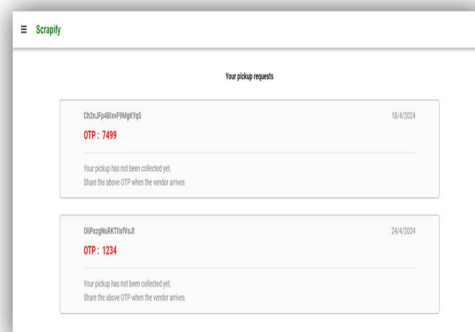 Scrapify
Your pickup requests
18/4/2024
OTP : 7499
Your pickup has not been collected yet.
Share the above OTP when the vendor arrives
24/4/2024
OTP : 1234
Your pickup has not been collected yet.
Share the above OTP when the vendor arrives